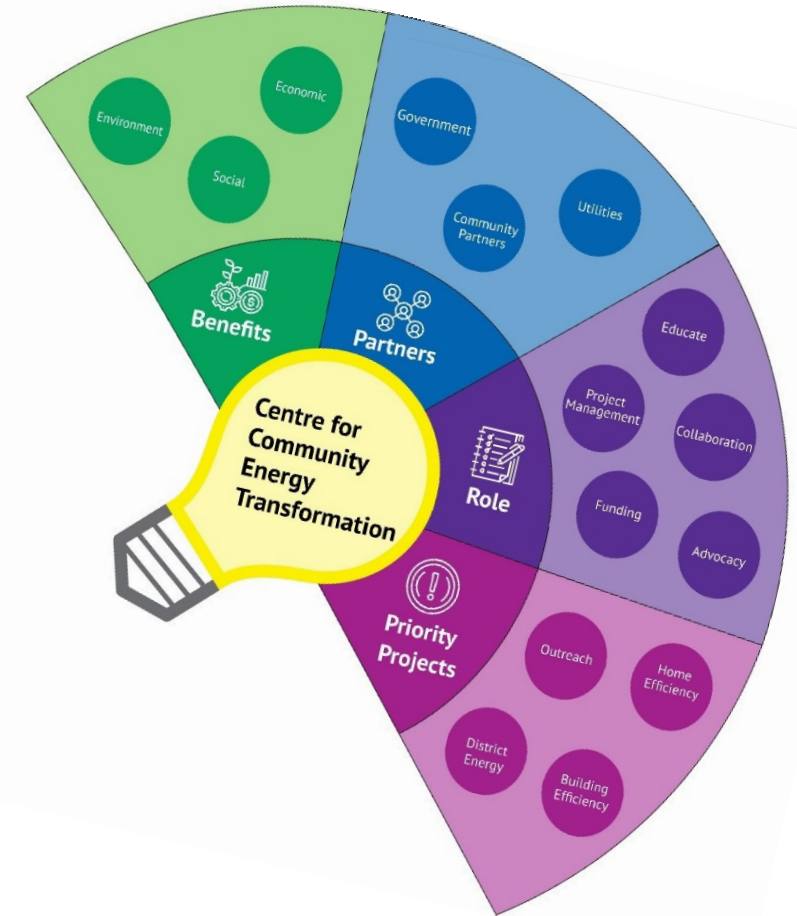 Centre for
Community
Energy
Transformation
Benefits
Environment
Economic
Social
Partners
Government
Community
Partners
Utilities
Role
Educate
Project
Management
Collaboration
Funding
Advocacy
Priority
Projects
Outreach
Home
Efficiency
District
Energy
Building
Efficiency